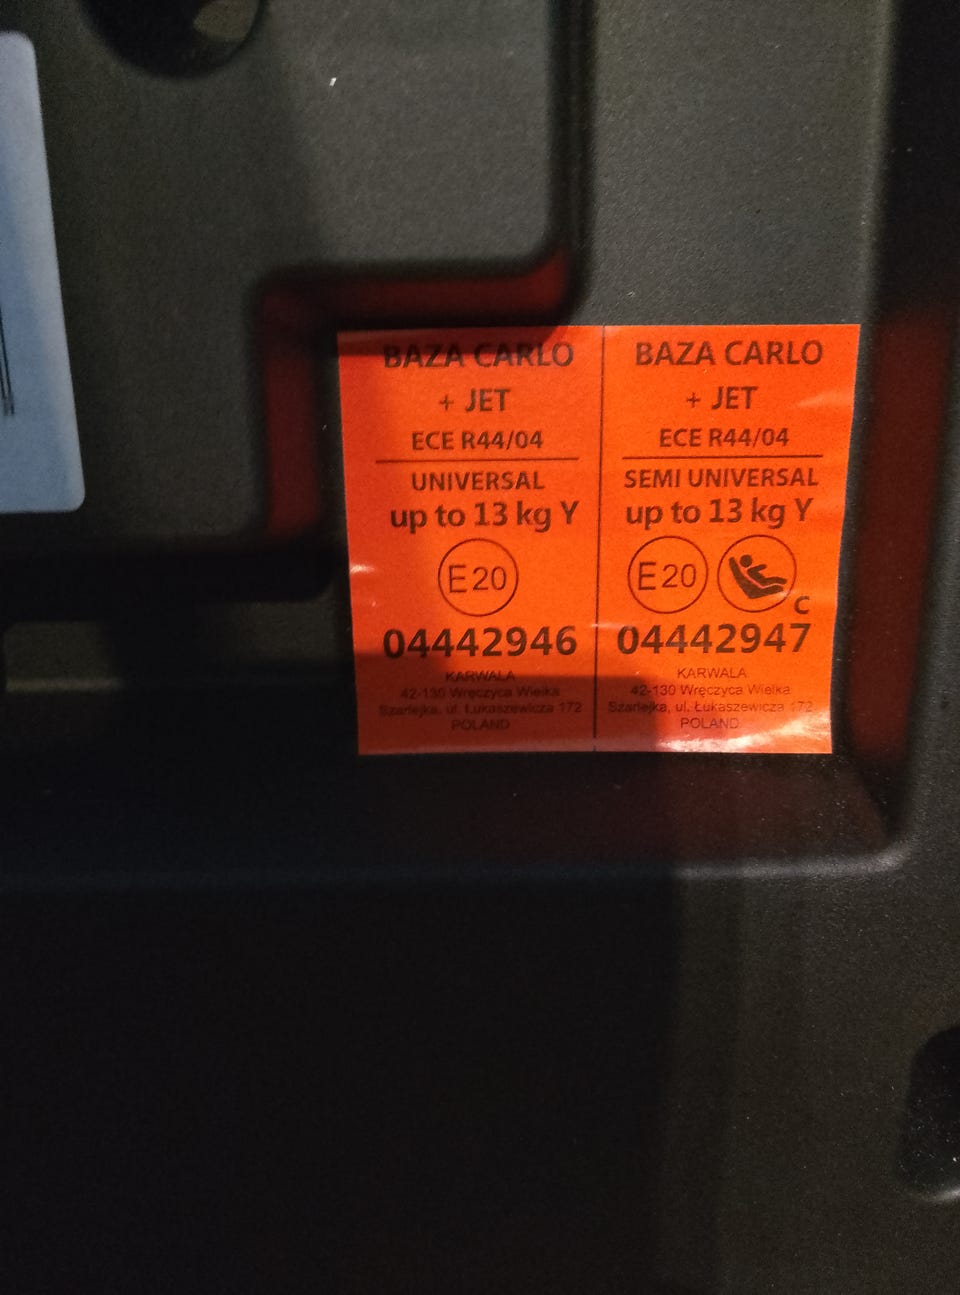 BAZA CARLO
+ JET
ECE R44/04
UNIVERSAL
up to 13 kg Y
E 20
04442946
KARWALA
42-130 Wręczyca Wielka
Szarlejka, ul. Łukaszewicza 172
POLAND
BAZA CARLO
+ JET
ECE R44/04
SEMI UNIVERSAL
up to 13 kg Y
E 20
C
04442947
KARWALA
42-130 Wręczyca Wielka
Szarlejka, ul. Łukaszewicza 172
POLAND